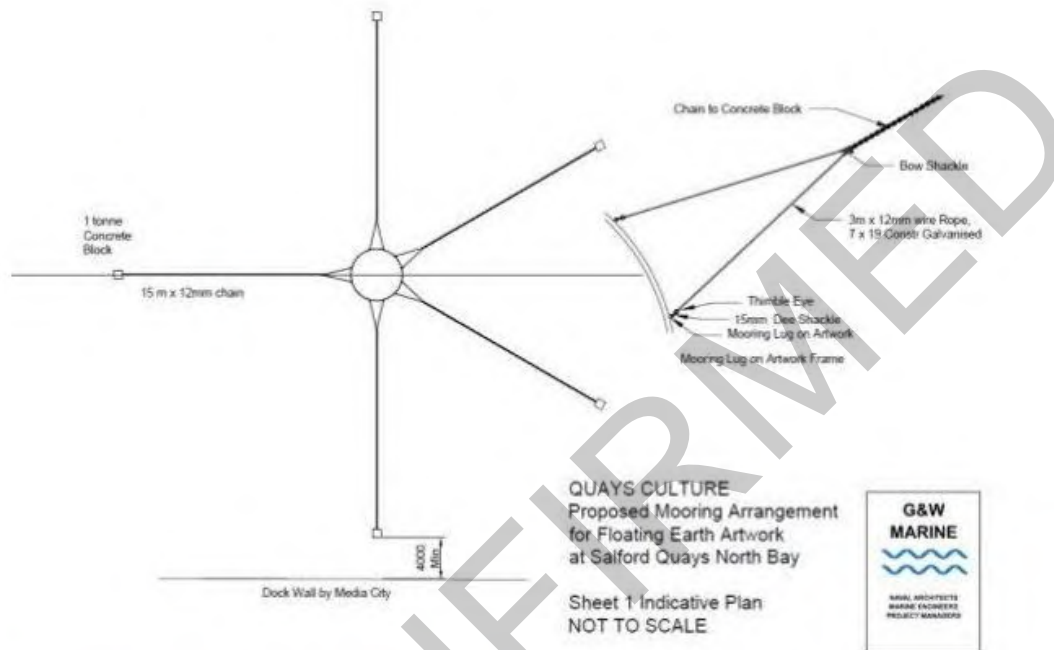 Chain to Concrete Block
Bow Shackle
1 tonne
Concrete
Block
3m x 12mm wire Rope,
7 x 19 Constr Galvanised
15 m x 12mm chain
Thimble Eye
15mm Dee Shackle
Mooring Lug on Artwork
Mooring Lug on Artwork Frame
QUAYS CULTURE
Proposed Mooring Arrangement
for Floating Earth Artwork
at Salford Quays North Bay
Sheet 1 Indicative Plan
NOT TO SCALE
4000
Min
Dock Wall by Media City
G&W
MARINE
NAVAL ARCHITECTS
MARINE ENGINEERS
PROJECT MANAGERS
FIRMED